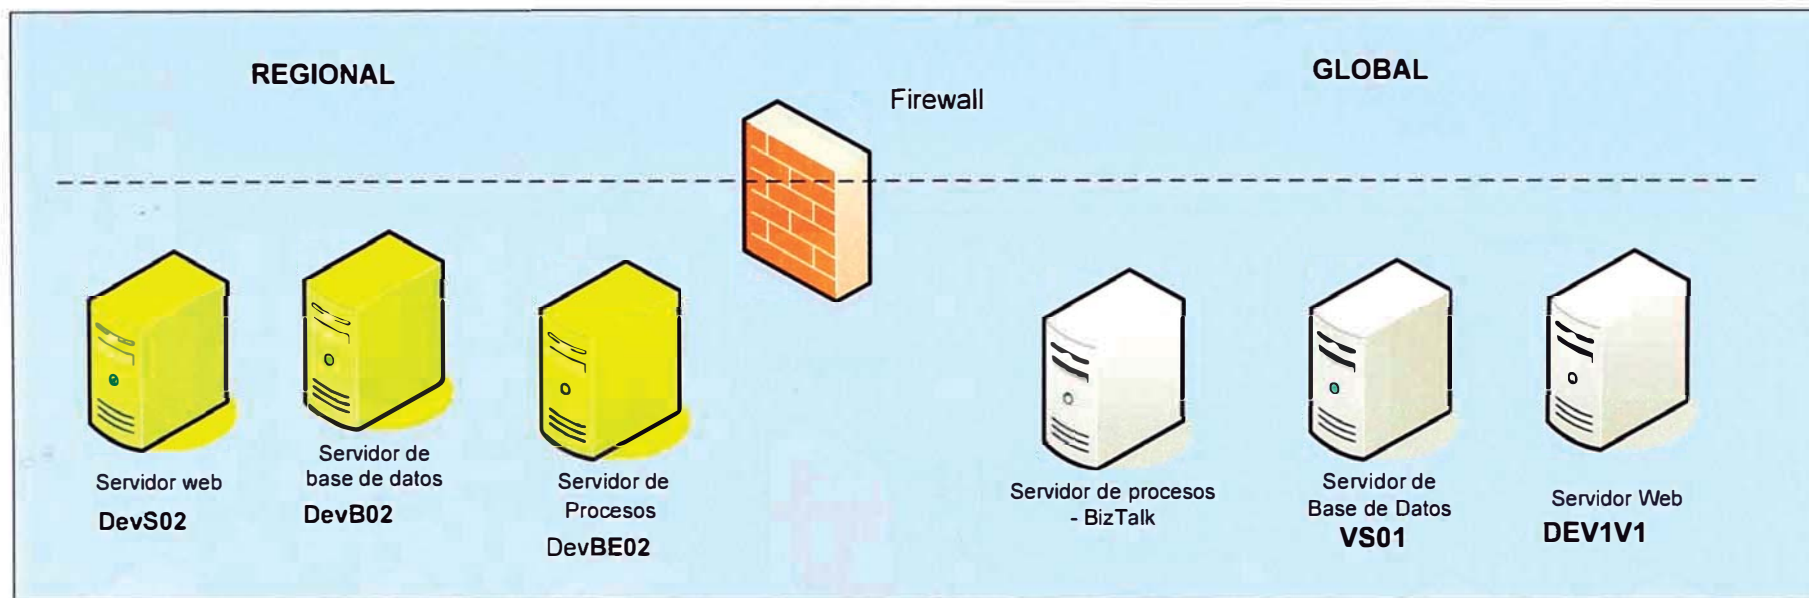 REGIONAL
GLOBAL
Firewall
Servidor web
DevS02
Servidor de
base de datos
DevB02
Servidor de
Procesos
DevBE02
Servidor de procesos
- BizTalk
Servidor de
Base de Datos
VS01
Servidor Web
DEV1V1